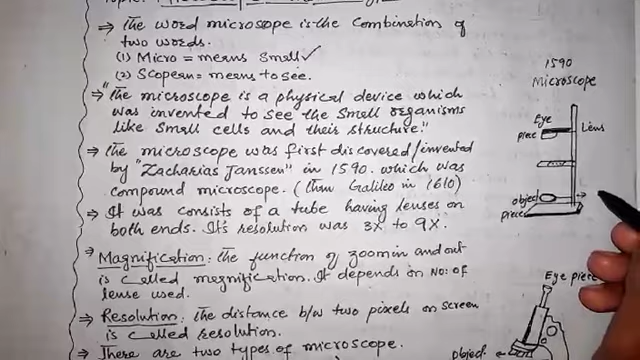 ⇒ The word microscope is the Combination of
two words.
(1) Micro = means Small ✓
(2) Scopean = means to see.
⇒ "The microscope is a physical device which
was invented to see the Small organisms
like Small cells and their structure."
⇒ The microscope was first discovered/invented
by "Zacharias Janssen" in 1590. which was
compound microscope. (then Galileo in 1610)
⇒ It was consists of a tube having lenses on
both ends. It's resolution was 3X to 9X.
⇒ Magnification: the function of zoom in and out
is called megnification. It depends on No: of
lense used.
⇒ Resolution: The distance b/w two pixels on screen
is called resolution.
⇒ There are two types of microscope.
1590
Microscope
Eye
piece
Lens
object
piece
Eye piece
object